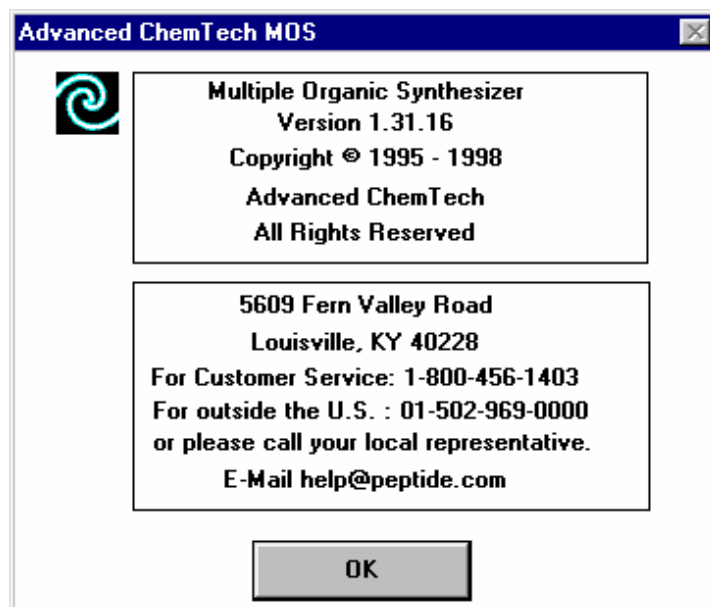 Advanced ChemTech MOS
Multiple Organic Synthesizer
Version 1.31.16
Copyright © 1995 - 1998
Advanced ChemTech
All Rights Reserved
5609 Fern Valley Road
Louisville, KY 40228
For Customer Service: 1-800-456-1403
For outside the U.S. : 01-502-969-0000
or please call your local representative.
E-Mail help@peptide.com
OK